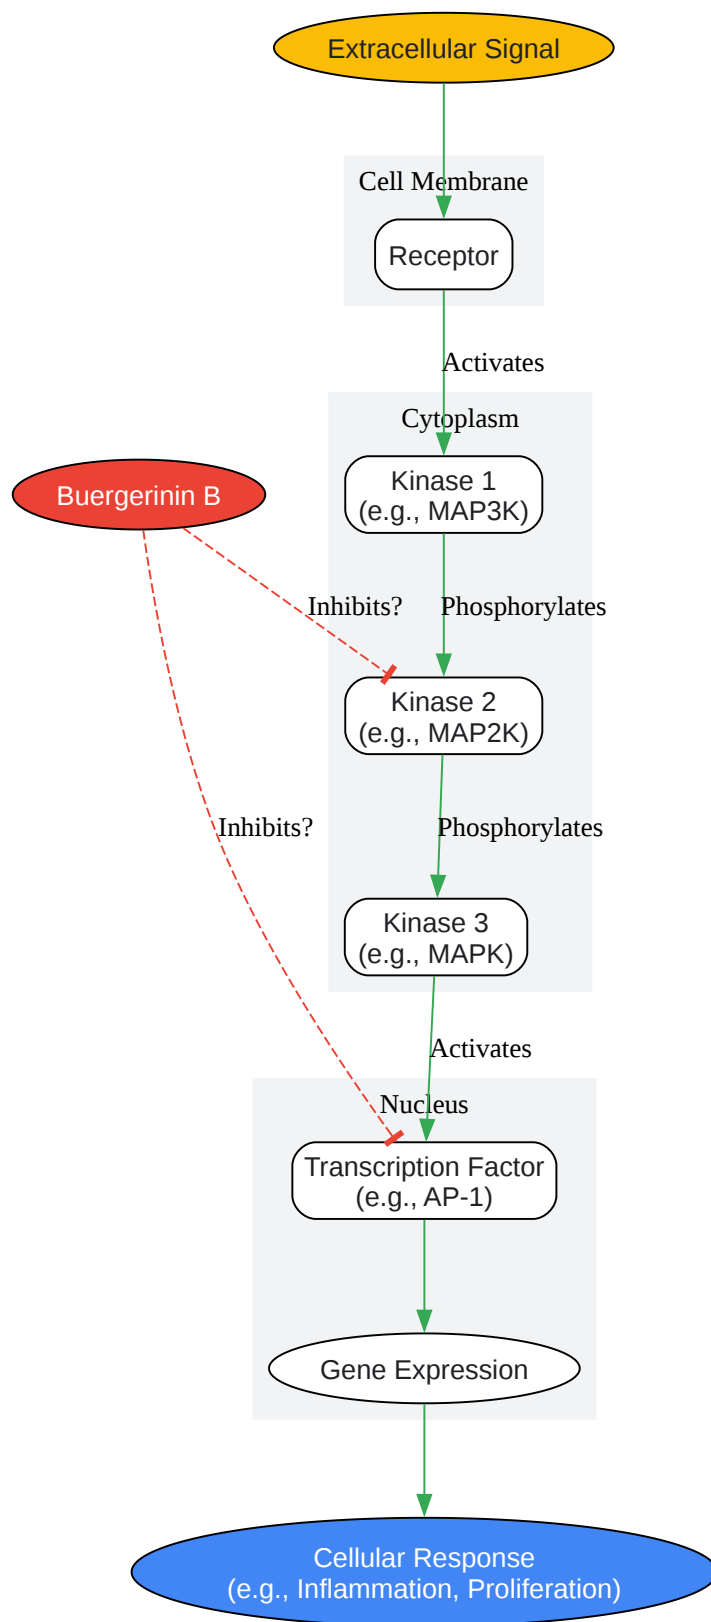 Extracellular Signal
Cell Membrane
Receptor
Activates
Cytoplasm
Kinase 1
(e.g., MAP3K)
Buergerinin B
Inhibits?
Phosphorylates
Kinase 2
(e.g., MAP2K)
Inhibits?
Phosphorylates
Kinase 3
(e.g., MAPK)
Activates
Nucleus
Transcription Factor
(e.g., AP-1)
Gene Expression
Cellular Response
(e.g., Inflammation, Proliferation)